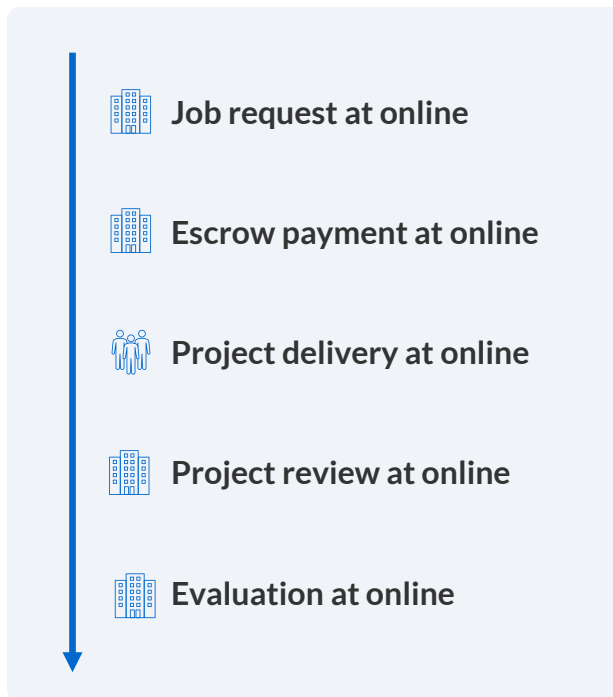 Job request at online
Escrow payment at online
Project delivery at online
Project review at online
Evaluation at online